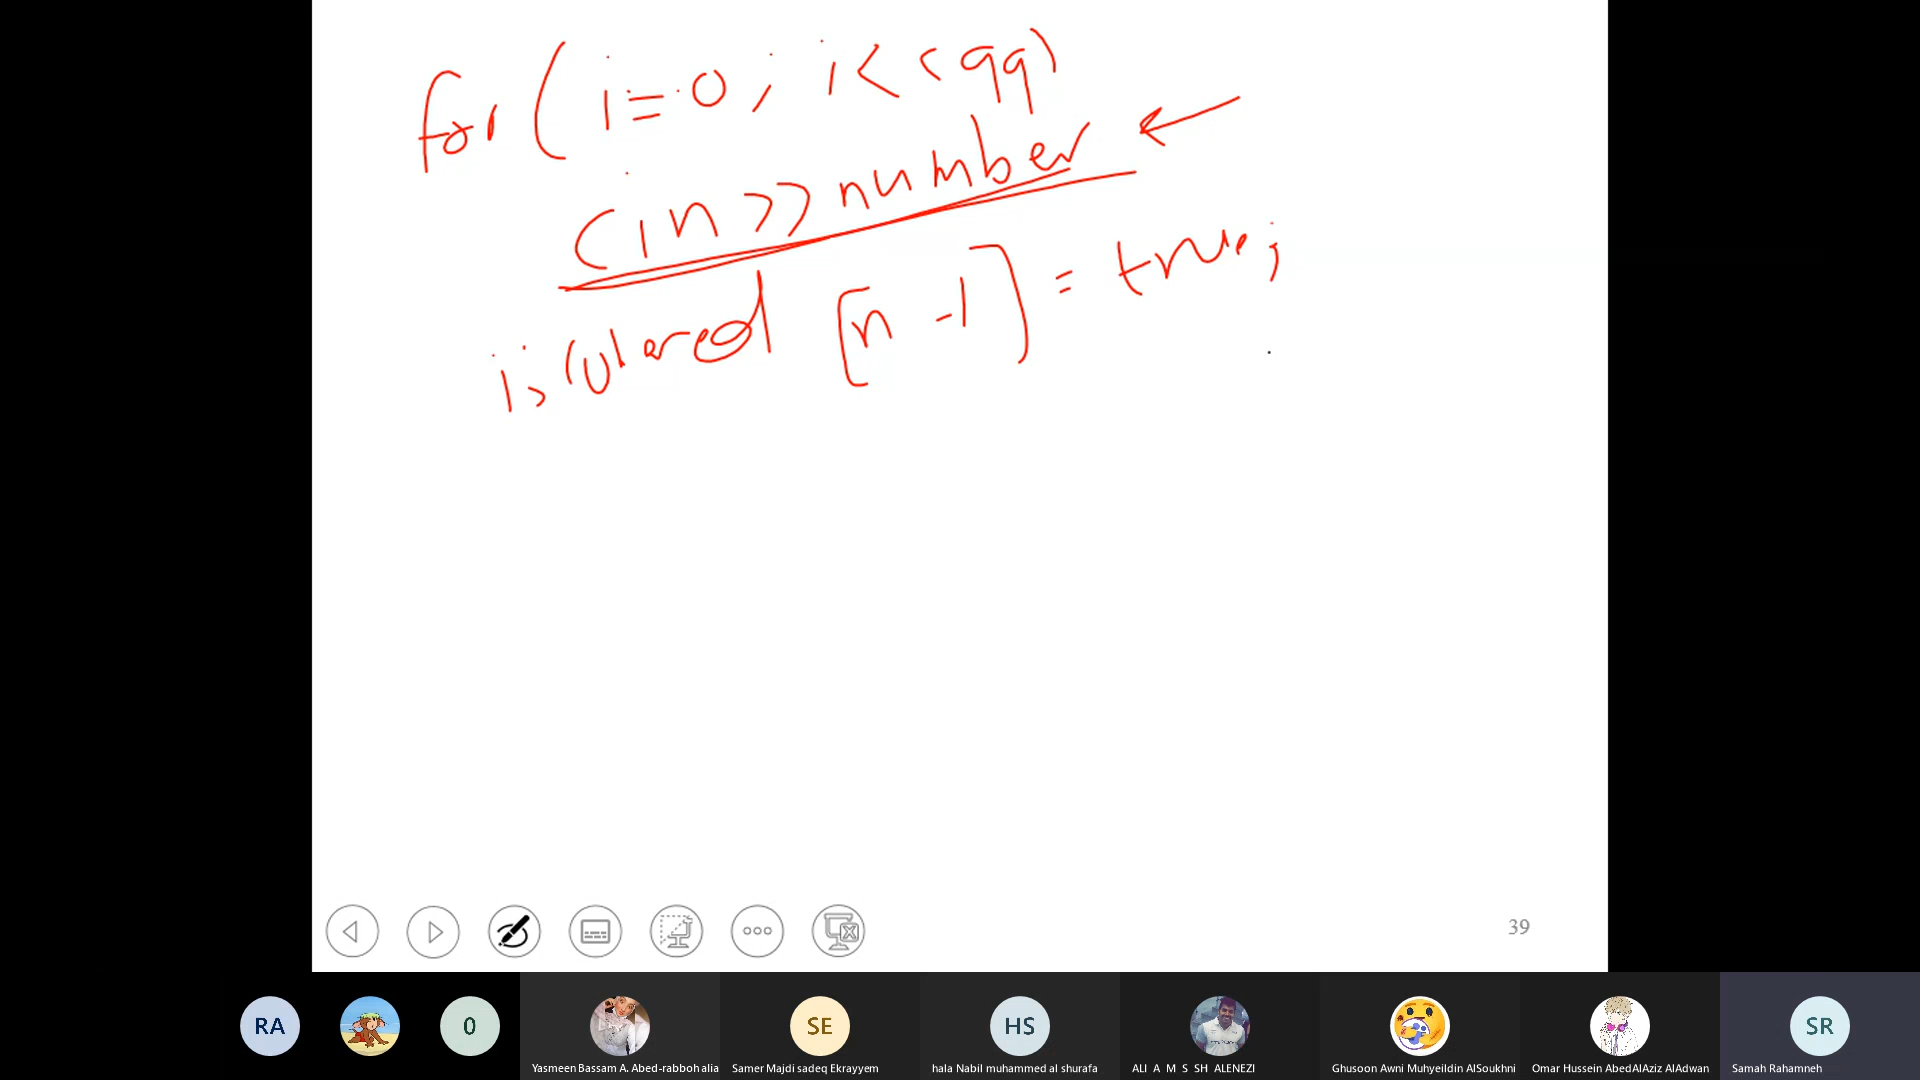 for ( i=0 ; i< < 99)
cin >> number
iscovered [n -1] = true;
39
RA
0
SE
HS
SR
Yasmeen Bassam A. Abed-rabboh alia
Samer Majdi sadeq Ekrayyem
hala Nabil muhammed al shurafa
ALI A M S SH ALENEZI
Ghusoon Awni Muhyeildin AlSoukhni
Omar Hussein AbedAlAziz AlAdwan
Samah Rahamneh